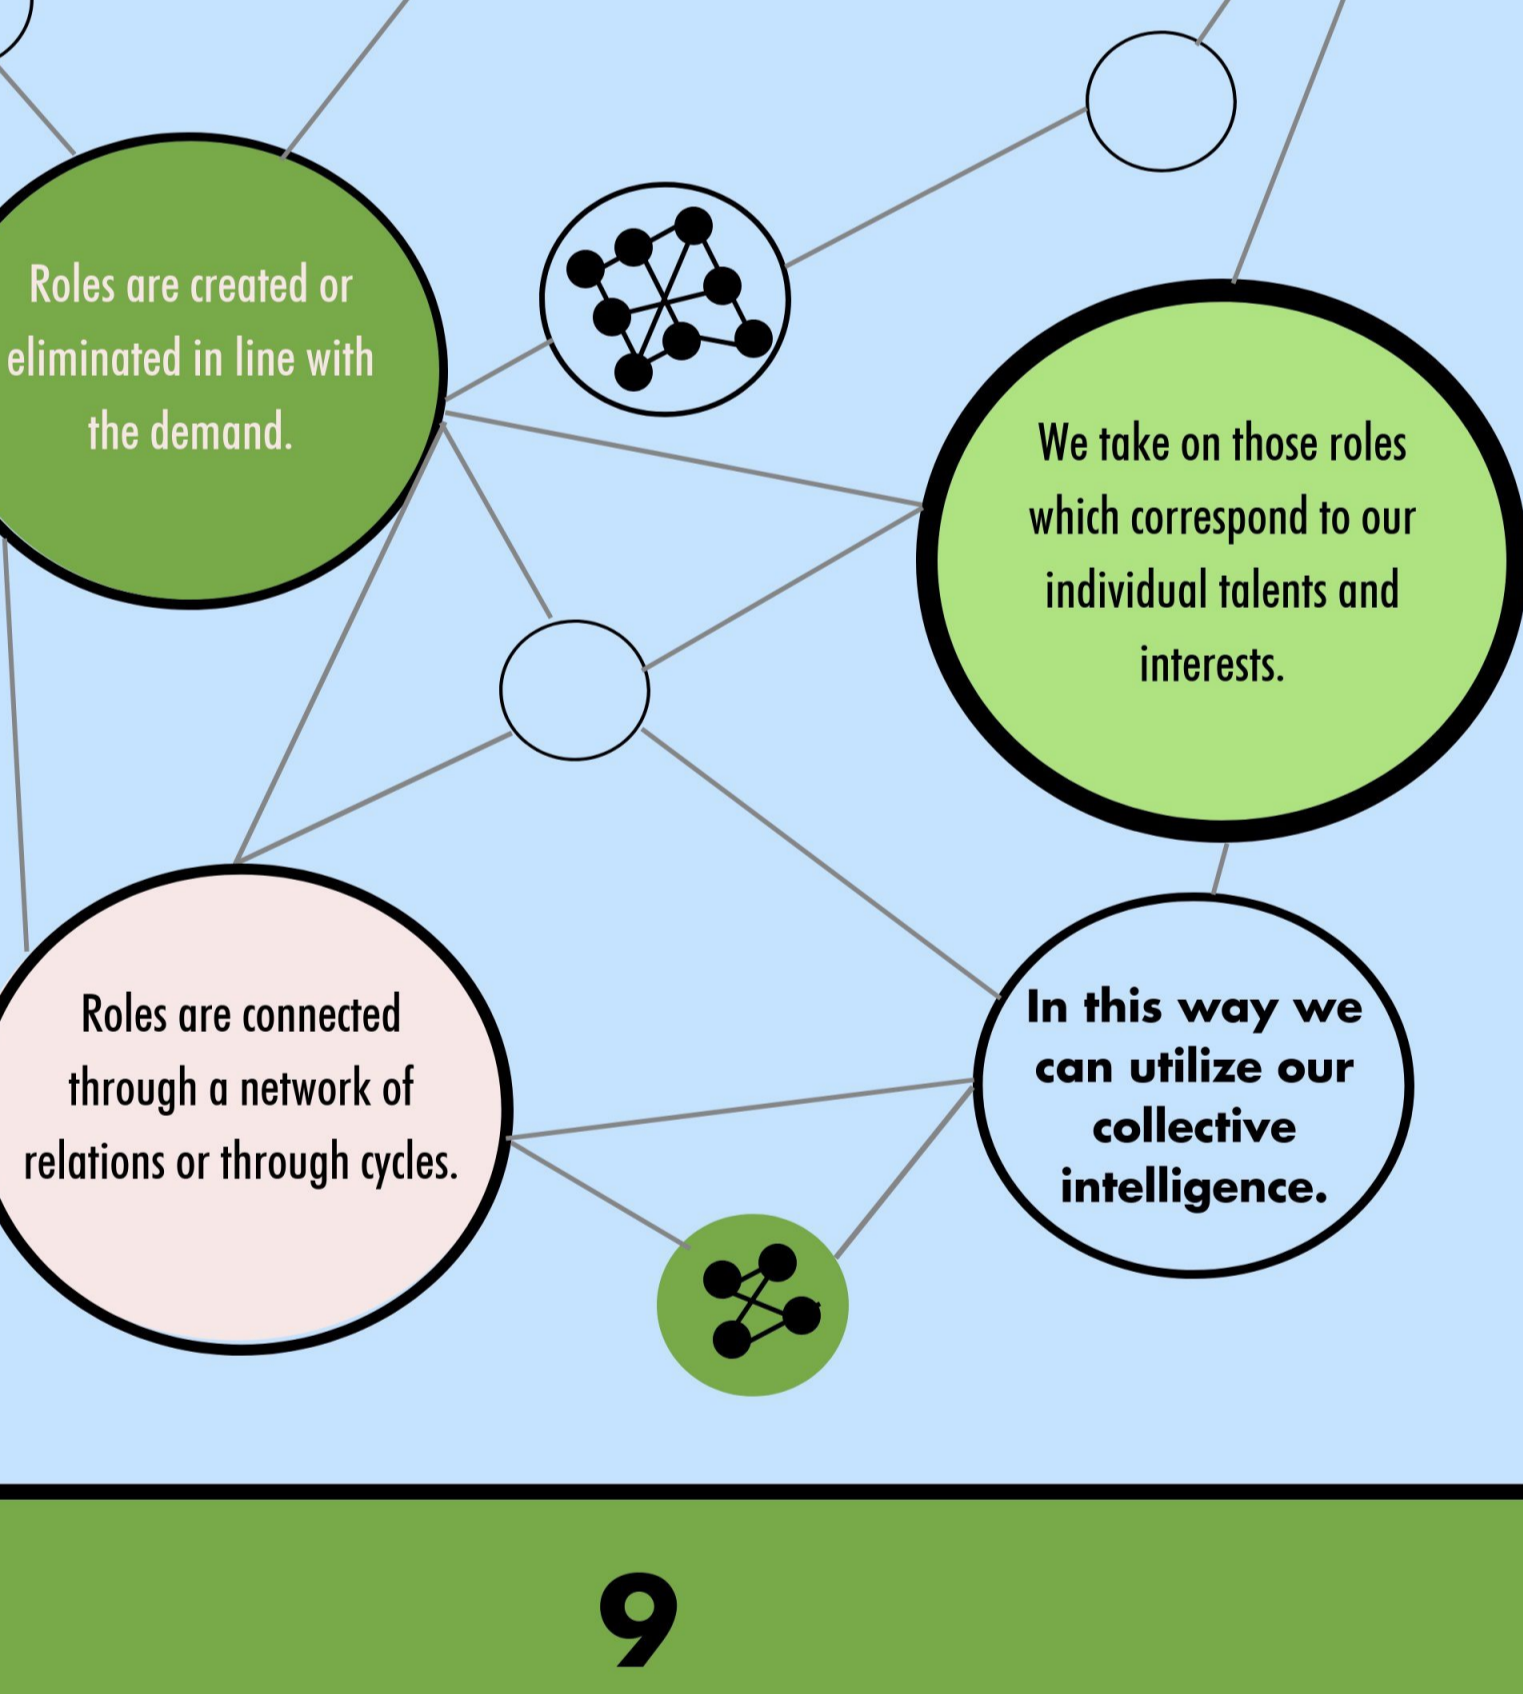 Roles are created or
eliminated in line with
the demand.
We take on those roles
which correspond to our
individual talents and
interests.
Roles are connected
through a network of
relations or through cycles.
In this way we
can utilize our
collective
intelligence.
9